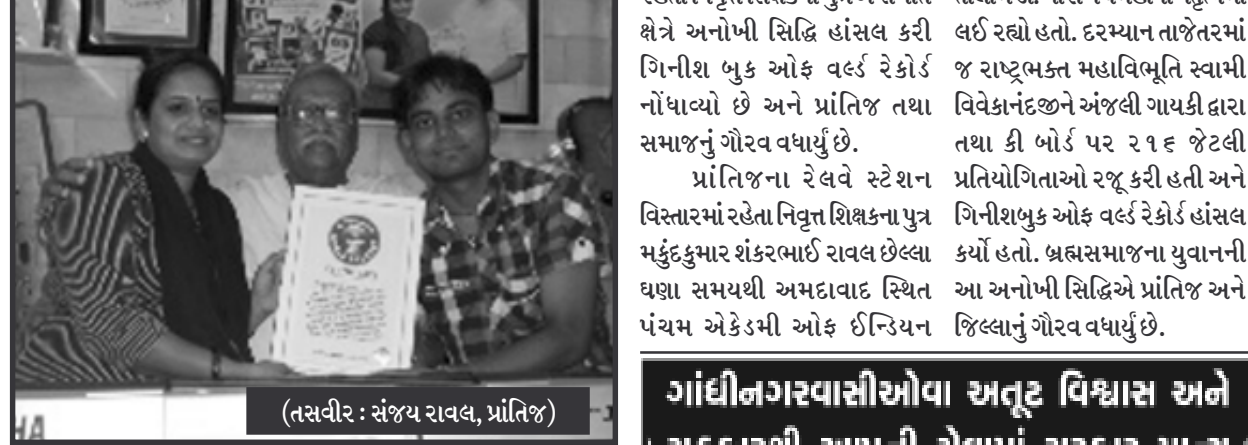 ક્ષેત્રે અનોખી સિદ્ધિ હાંસલ કરી
ગિનીશ બુક ઓફ વર્લ્ડ રેકોર્ડ
નોંધાવ્યો છે અને પ્રાંતિજ તથા
સમાજનું ગૌરવ વધાર્યું છે.
પ્રાંતિજના રેલવે સ્ટેશન
વિસ્તારમાં રહેતા નિવૃત્ત શિક્ષકના પુત્ર
મકુંદકુમાર શંકરભાઈ રાવલ છેલ્લા
ઘણા સમયથી અમદાવાદ સ્થિત
પંચમ એકેડમી ઓફ ઈન્ડિયન
લઈ રહ્યો હતો. દરમ્યાન તાજેતરમાં
જ રાષ્ટ્રભક્ત મહાવિભૂતિ સ્વામી
વિવેકાનંદજીને અંજલી ગાયકી દ્વારા
તથા કી બોર્ડ પર ૨૧૬ જેટલી
પ્રતિયોગિતાઓ રજૂ કરી હતી અને
ગિનીશબુક ઓફ વર્લ્ડ રેકોર્ડ હાંસલ
કર્યો હતો. બ્રહ્મસમાજના યુવાનની
આ અનોખી સિદ્ધિએ પ્રાંતિજ અને
જિલ્લાનું ગૌરવ વધાર્યું છે.
(તસવીર : સંજય રાવલ, પ્રાંતિજ)
ગાંધીનગરવાસીઓવા અતૂટ વિશ્વાસ અને